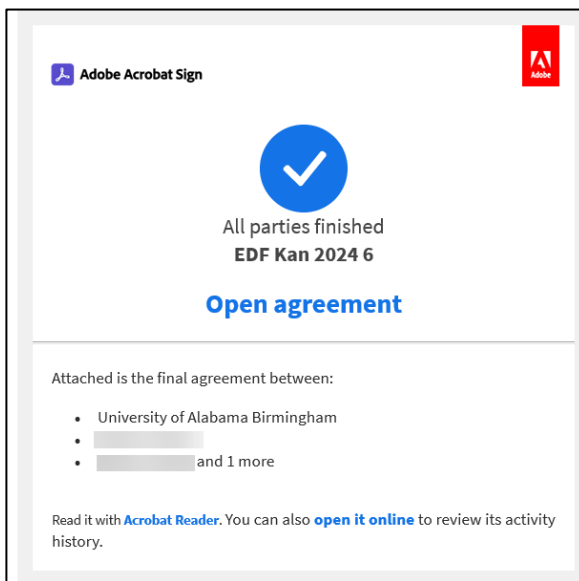 Adobe Acrobat Sign
Adobe
All parties finished
EDF Kan 2024 6
Open agreement
Attached is the final agreement between:
• University of Alabama Birmingham
•
• and 1 more
Read it with Acrobat Reader. You can also open it online to review its activity
history.